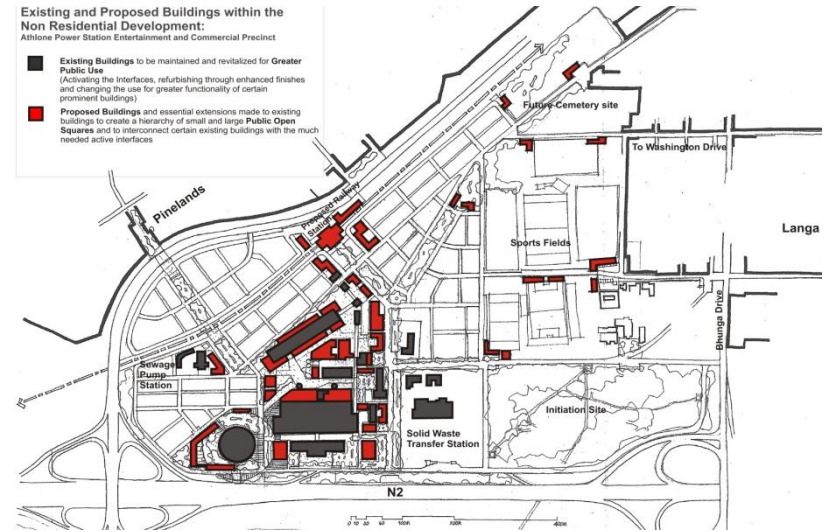 Existing and Proposed Buildings within the
Non Residential Development:
Athlone Power Station Entertainment and Commercial Precinct
Existing Buildings to be maintained and revitalized for Greater
Public Use
(Activating the Interfaces, refurbishing through enhanced finishes
and changing the use for greater functionality of certain
prominent buildings)
Proposed Buildings and essential extensions made to existing
buildings to create a hierarchy of small and large Public Open
Squares and to interconnect certain existing buildings with the much
needed active interfaces
Future Cemetery site
To Washington Drive
Pinelands
Proposed Railway
Station
Langa
Sports Fields
Bhunga Drive
Sewage
Pump
Station
Initiation Site
Solid Waste
Transfer Station
N2